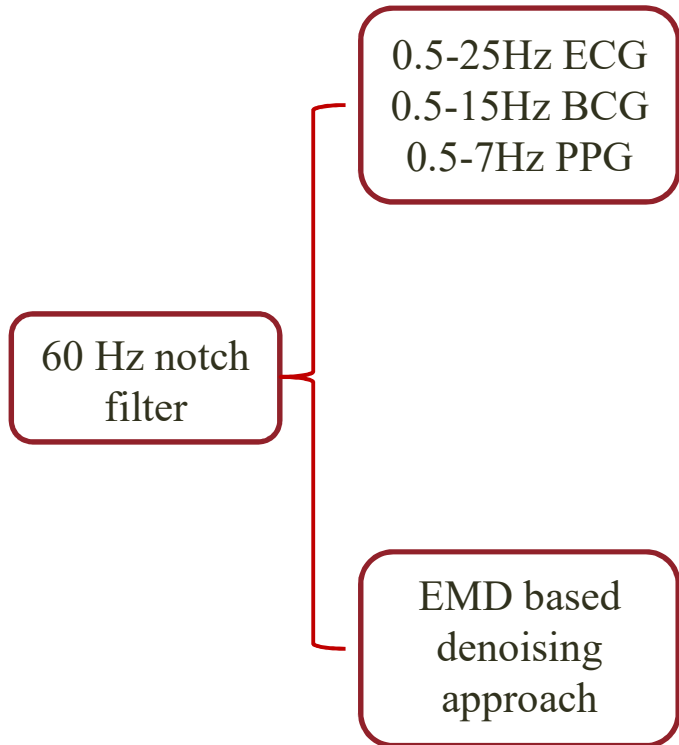 0.5-25Hz ECG
0.5-15Hz BCG
0.5-7Hz PPG
60 Hz notch
filter
EMD based
denoising
approach